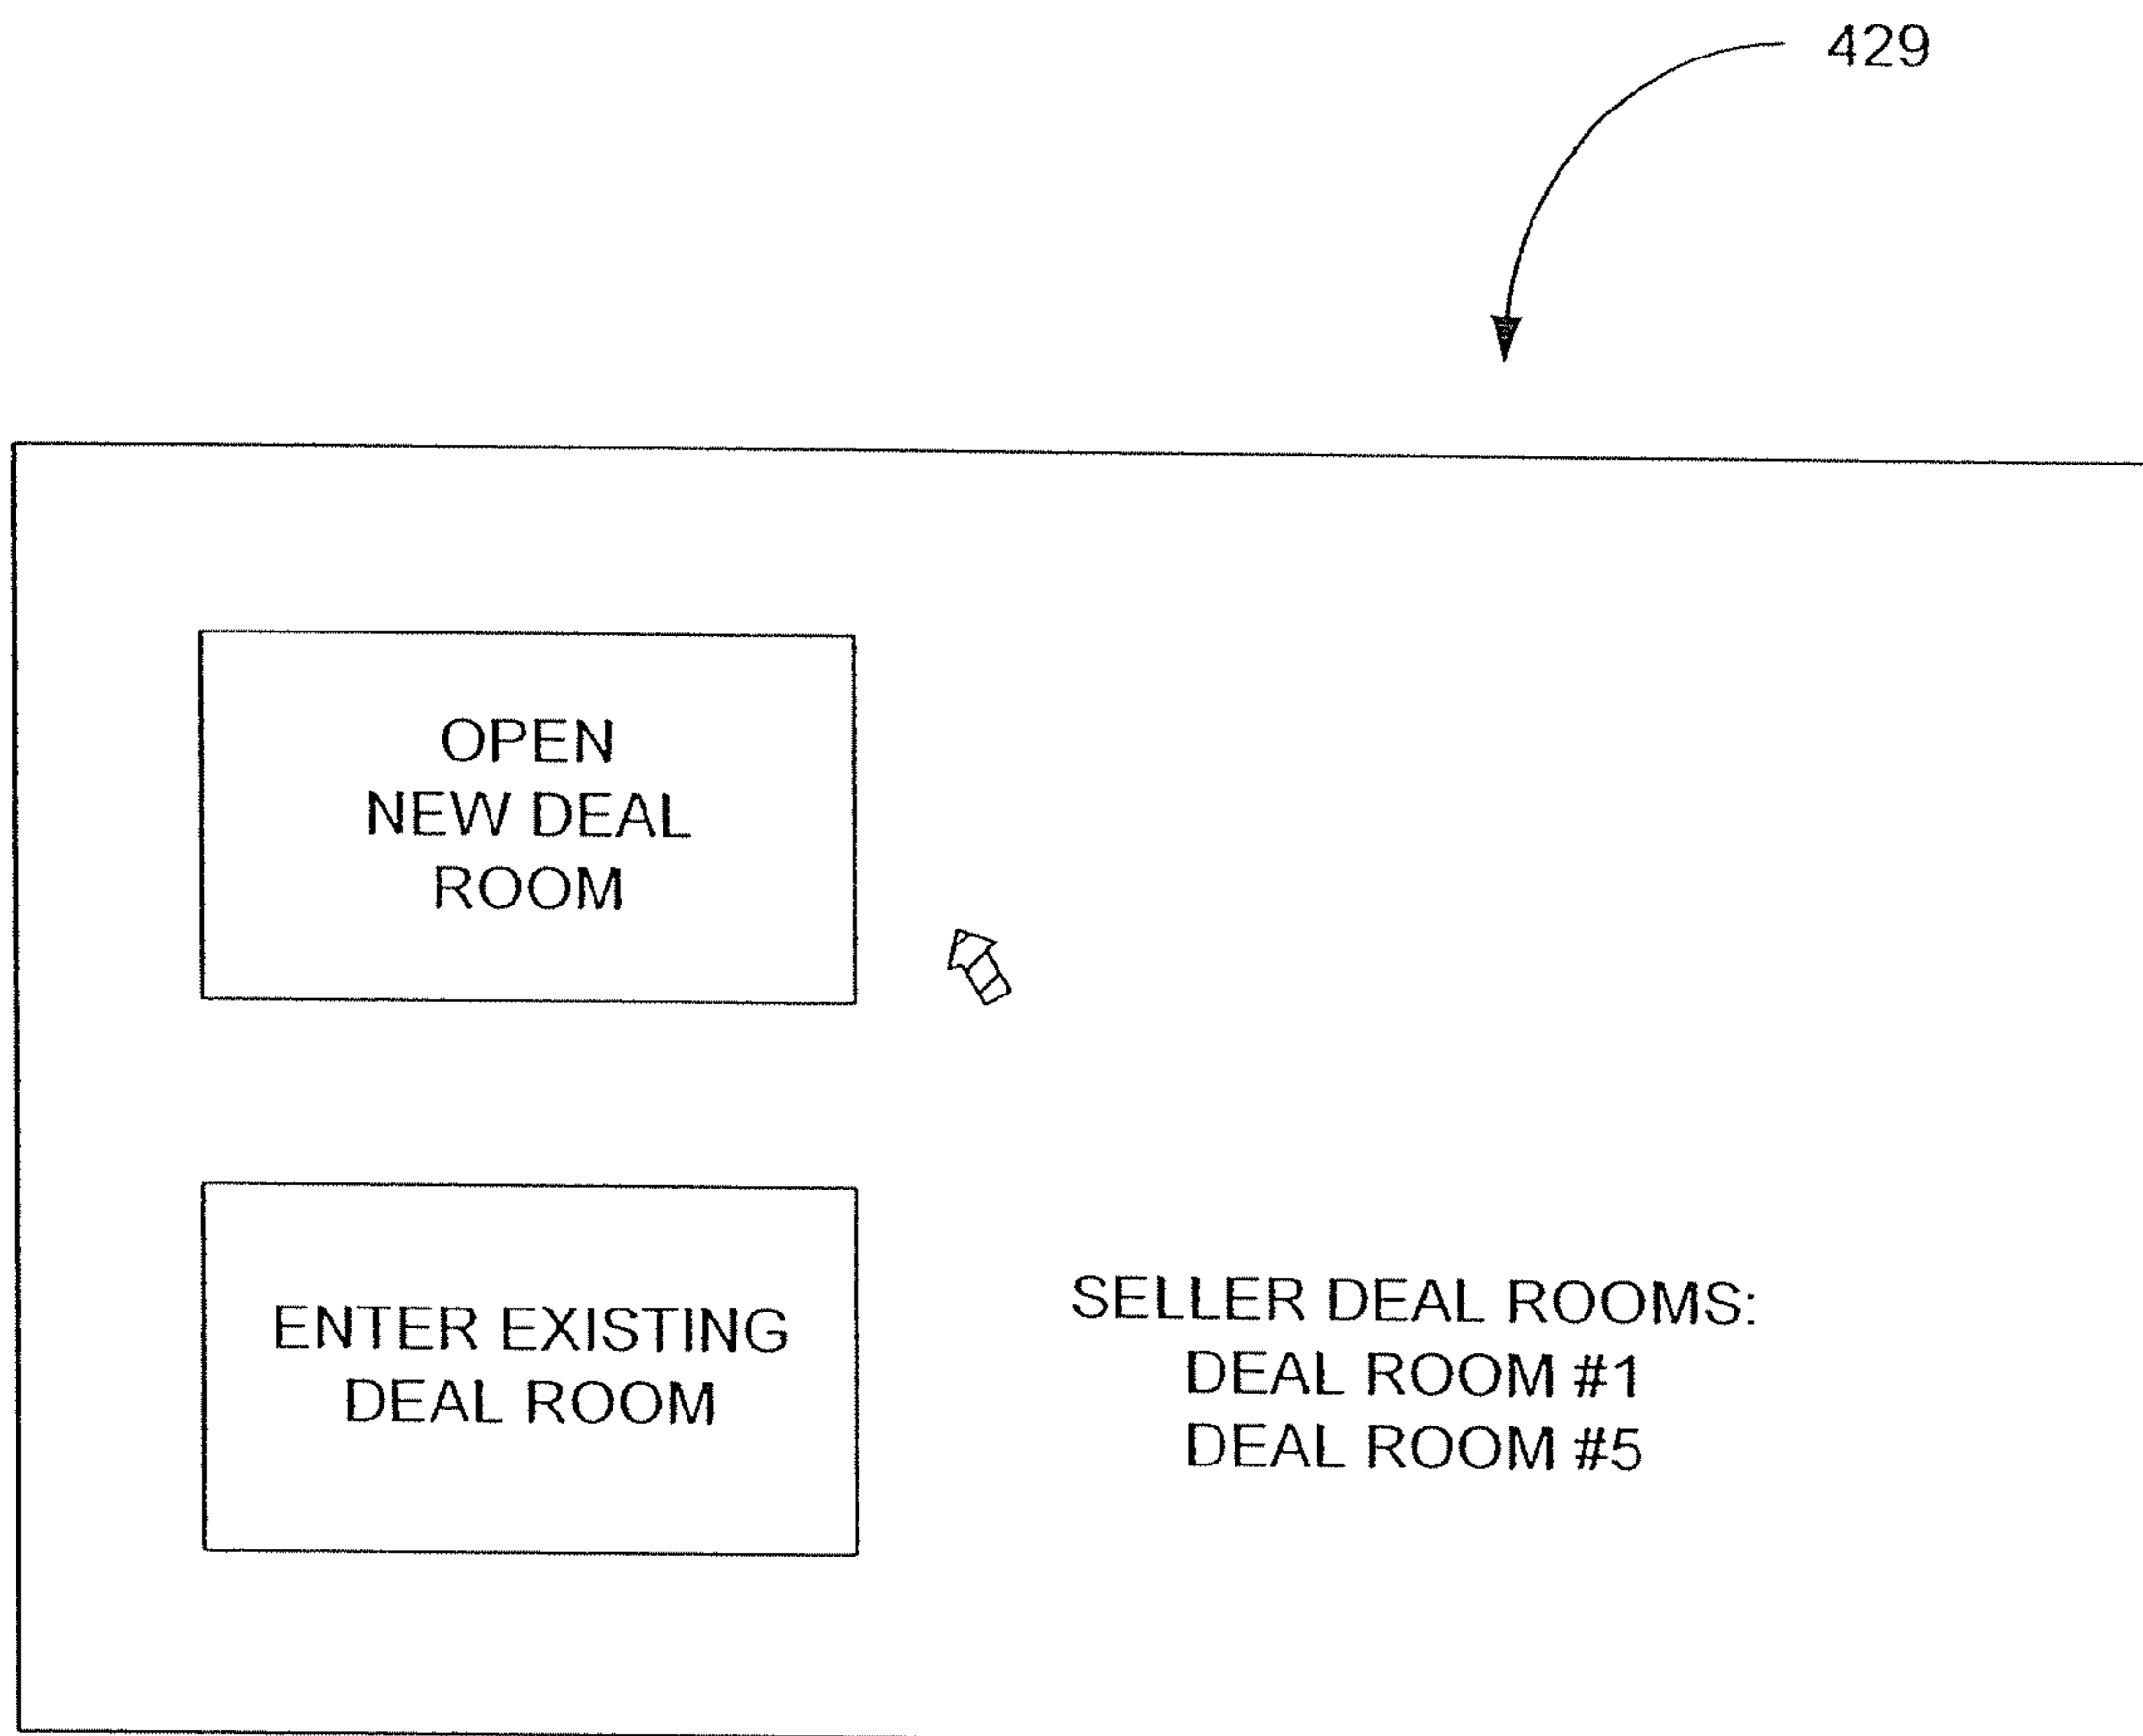 429
OPEN
NEW DEAL
ROOM
ENTER EXISTING
DEAL ROOM
SELLER DEAL ROOMS:
DEAL ROOM #1
DEAL ROOM #5